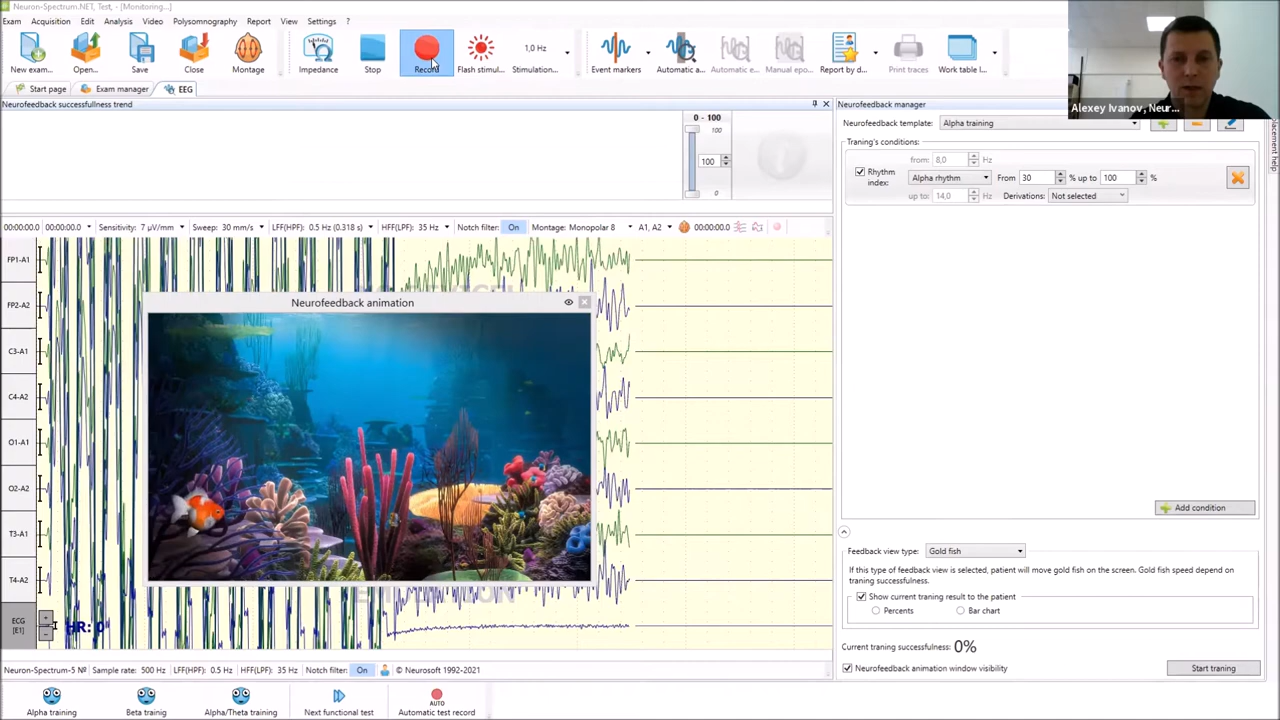 Neuron-Spectrum.NET, Test, - [Monitoring...]
Exam Acquisition Edit Analysis Video Polysomnography Report View Settings ?
New exam... Open... Save Close Montage Impedance Stop Record Flash stimul... 1,0 Hz Stimulation... Event markers Automatic a... Automatic e... Manual epo... Report by d... Print traces Work table l...
Alexey Ivanov, Neur...
Start page Exam manager EEG
Neurofeedback successfullness trend
0 - 100
100
100
0
Neurofeedback manager
Neurofeedback template: Alpha training
Traning's conditions:
from: 8,0 Hz
Rhythm index: Alpha rhythm From 30 % up to 100 %
up to: 14,0 Hz Derivations: Not selected
00:00:00.0 00:00:00.0 Sensitivity: 7 µV/mm Sweep: 30 mm/s LFF(HPF): 0.5 Hz (0.318 s) HFF(LPF): 35 Hz Notch filter: On Montage: Monopolar 8 A1, A2 00:00:00.0
FP1-A1
FP2-A2
C3-A1
C4-A2
O1-A1
O2-A2
T3-A1
T4-A2
ECG
[E1]
HR: 0
Neurofeedback animation
Add condition
Feedback view type: Gold fish
If this type of feedback view is selected, patient will move gold fish on the screen. Gold fish speed depend on
traning successfulness.
Show current traning result to the patient
Percents Bar chart
Current traning successfulness: 0%
Neurofeedback animation window visibility
Start traning
Neuron-Spectrum-5 № Sample rate: 500 Hz LFF(HPF): 0.5 Hz HFF(LPF): 35 Hz Notch filter: On © Neurosoft 1992-2021
Alpha training Beta trainig Alpha/Theta training Next functional test AUTO Automatic test record